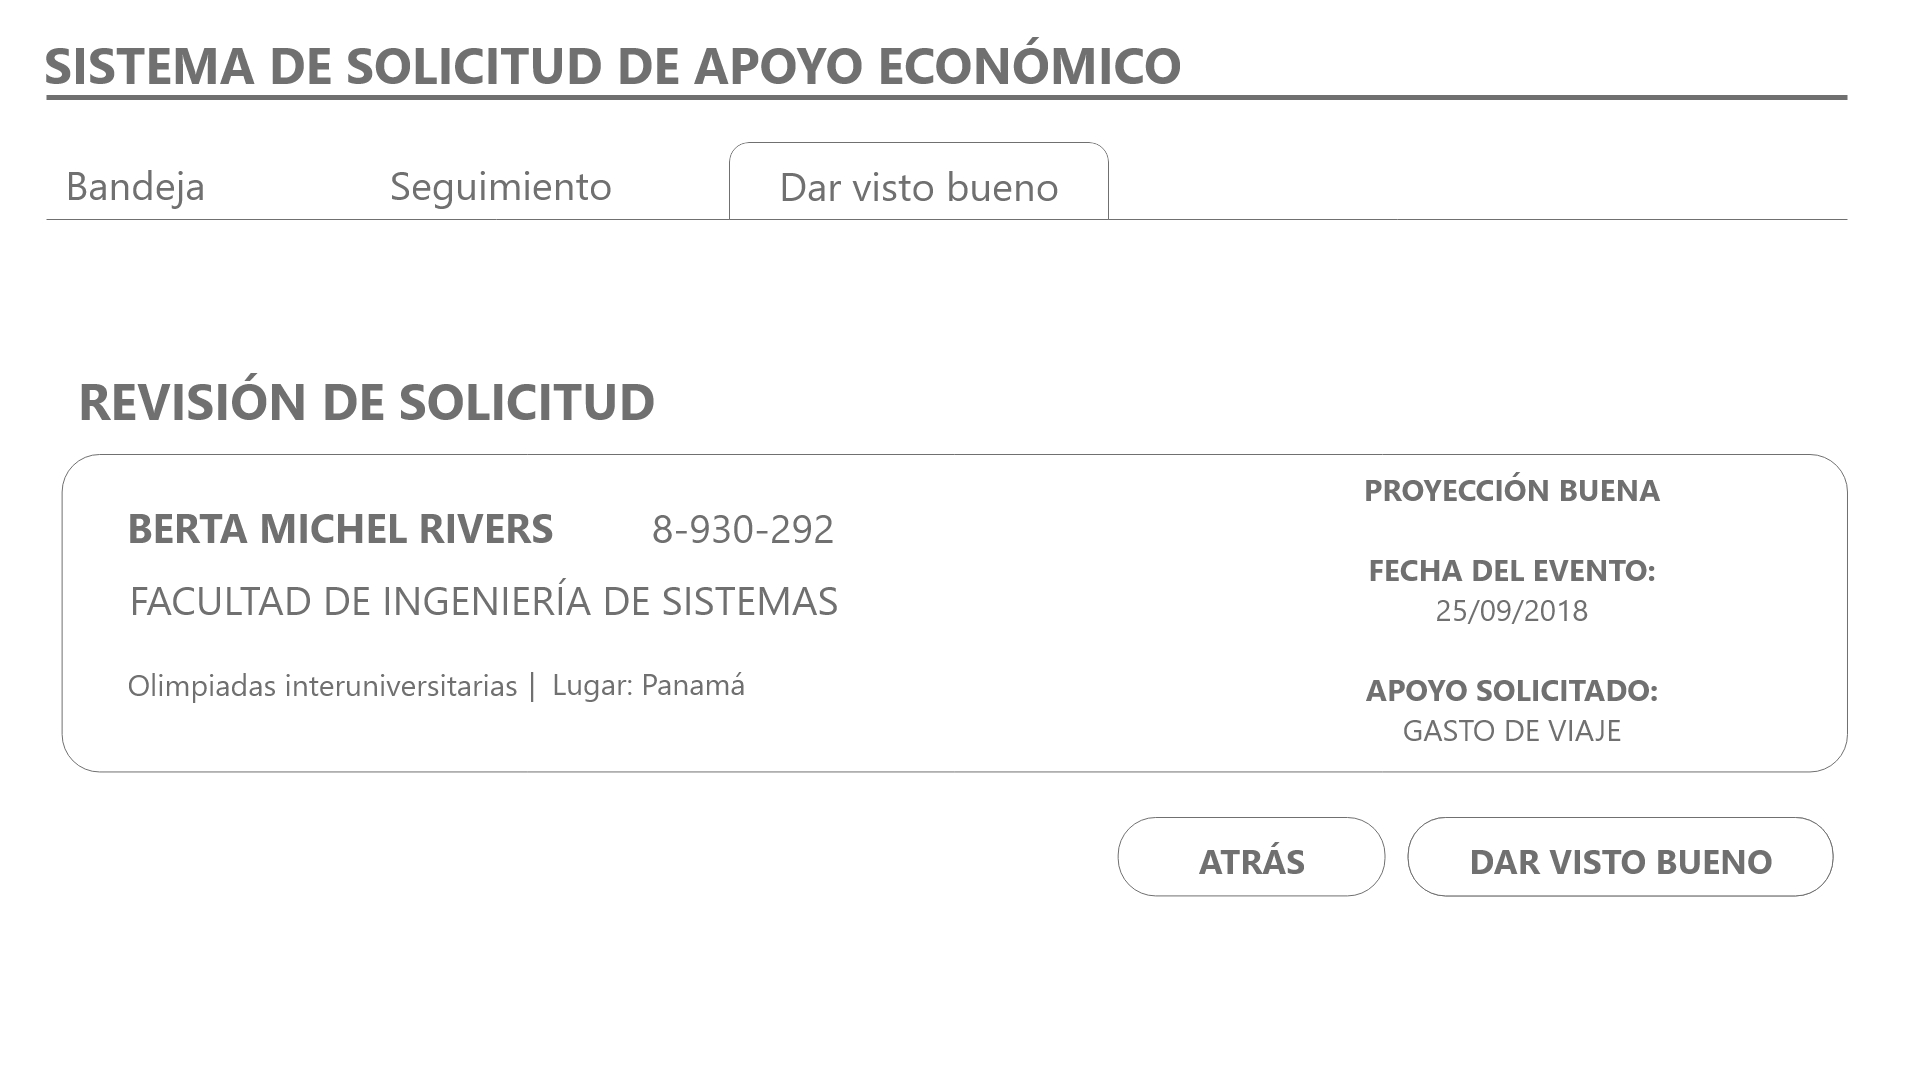 SISTEMA DE SOLICITUD DE APOYO ECONÓMICO
Bandeja
Seguimiento
Dar visto bueno
REVISIÓN DE SOLICITUD
BERTA MICHEL RIVERS 8-930-292
FACULTAD DE INGENIERÍA DE SISTEMAS
Olimpiadas interuniversitarias | Lugar: Panamá
PROYECCIÓN BUENA
FECHA DEL EVENTO:
25/09/2018
APOYO SOLICITADO:
GASTO DE VIAJE
ATRÁS
DAR VISTO BUENO